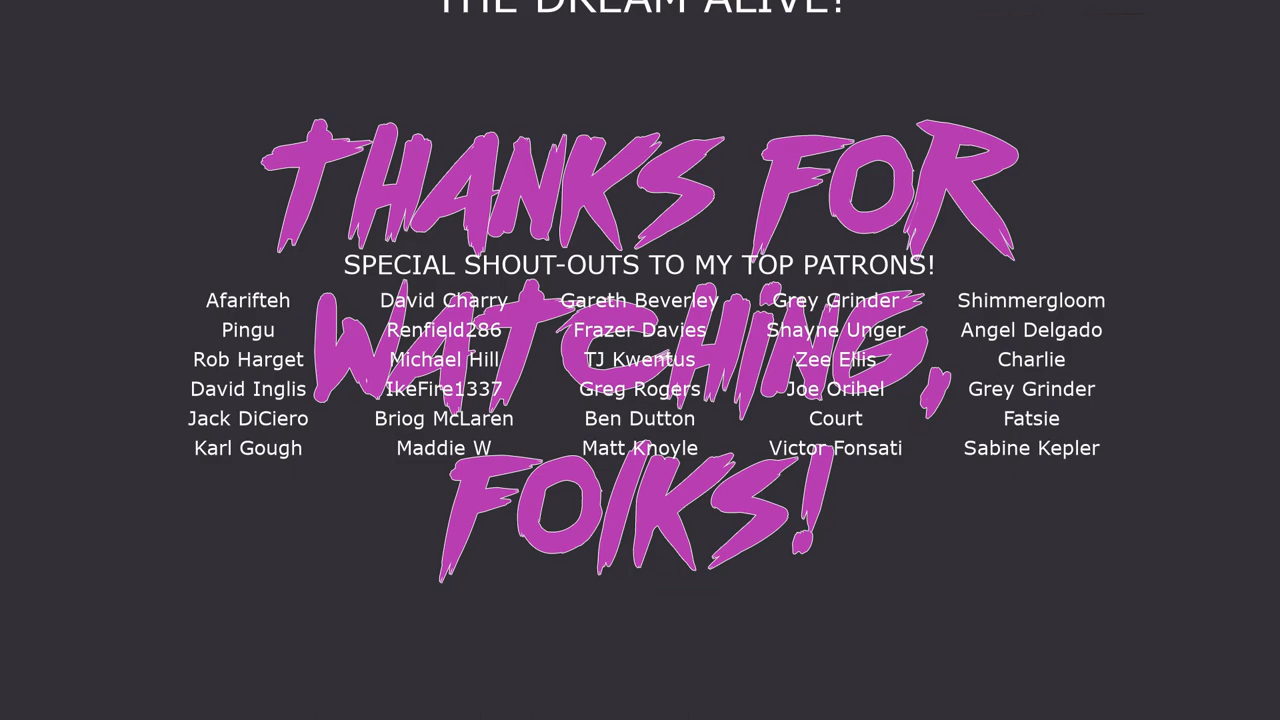 THE DREAM ALIVE!
THANKS FOR
SPECIAL SHOUT-OUTS TO MY TOP PATRONS!
WATCHING,
Afarifteh David Charry Gareth Beverley Grey Grinder Shimmergloom
Pingu Renfield286 Frazer Davies Shayne Unger Angel Delgado
Rob Harget Michael Hill TJ Kwentus Zee Ellis Charlie
David Inglis IkeFire1337 Greg Rogers Joe Orihel Grey Grinder
Jack DiCiero Briog McLaren Ben Dutton Court Fatsie
Karl Gough Maddie W Matt Knoyle Victor Fonsati Sabine Kepler
FOlKS!